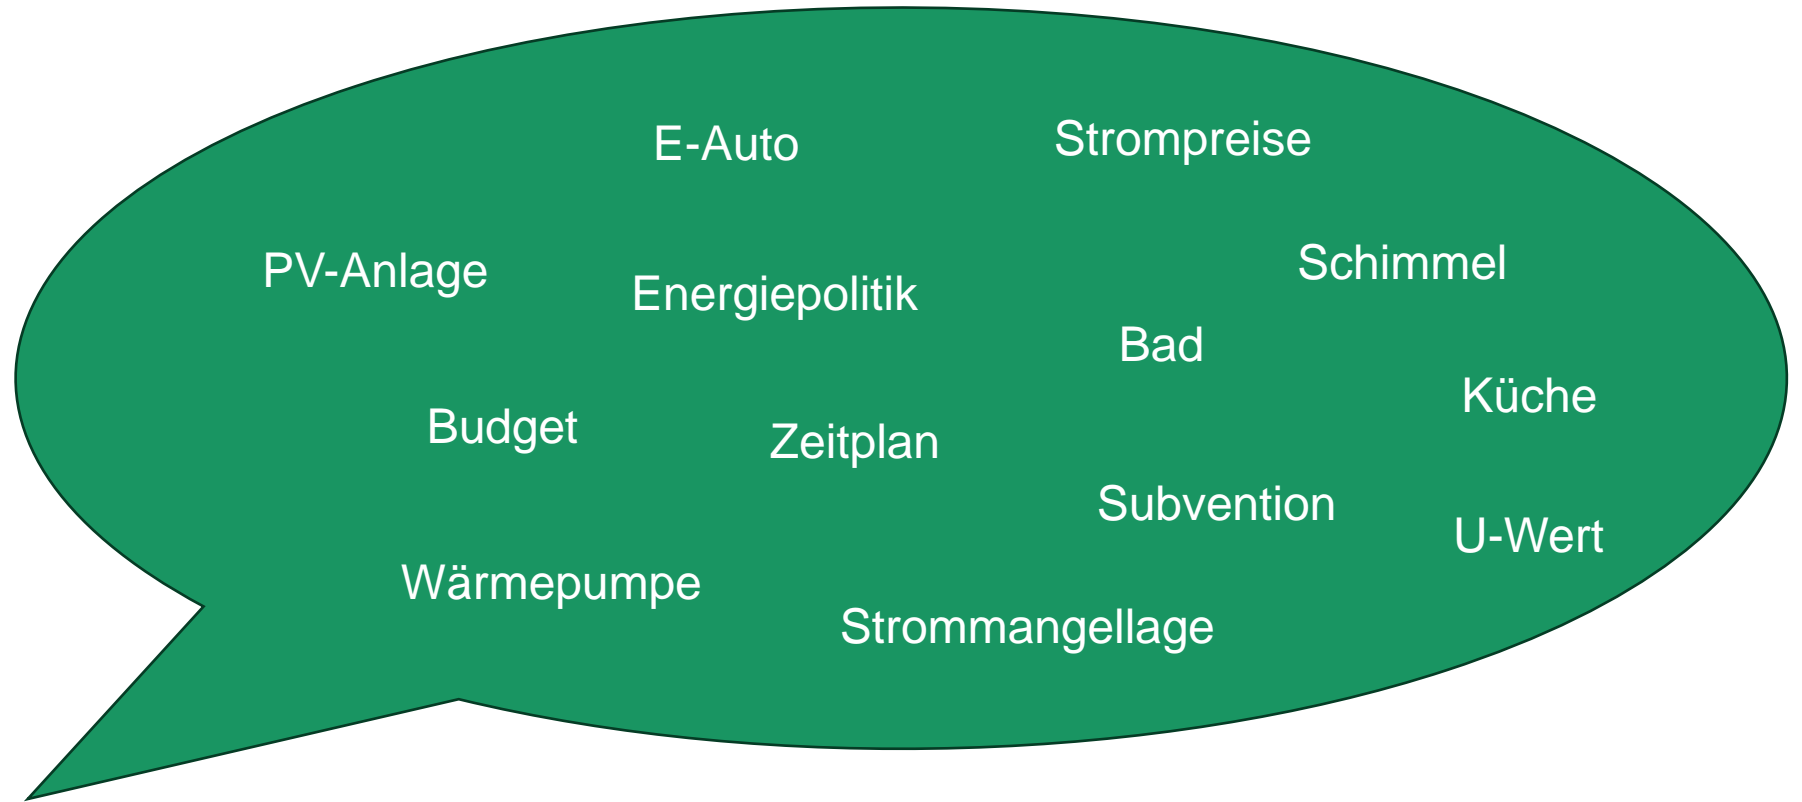 E-Auto
Strompreise
PV-Anlage
Energiepolitik
Schimmel
Bad
Küche
Budget
Zeitplan
Subvention
U-Wert
Wärmepumpe
Strommangellage